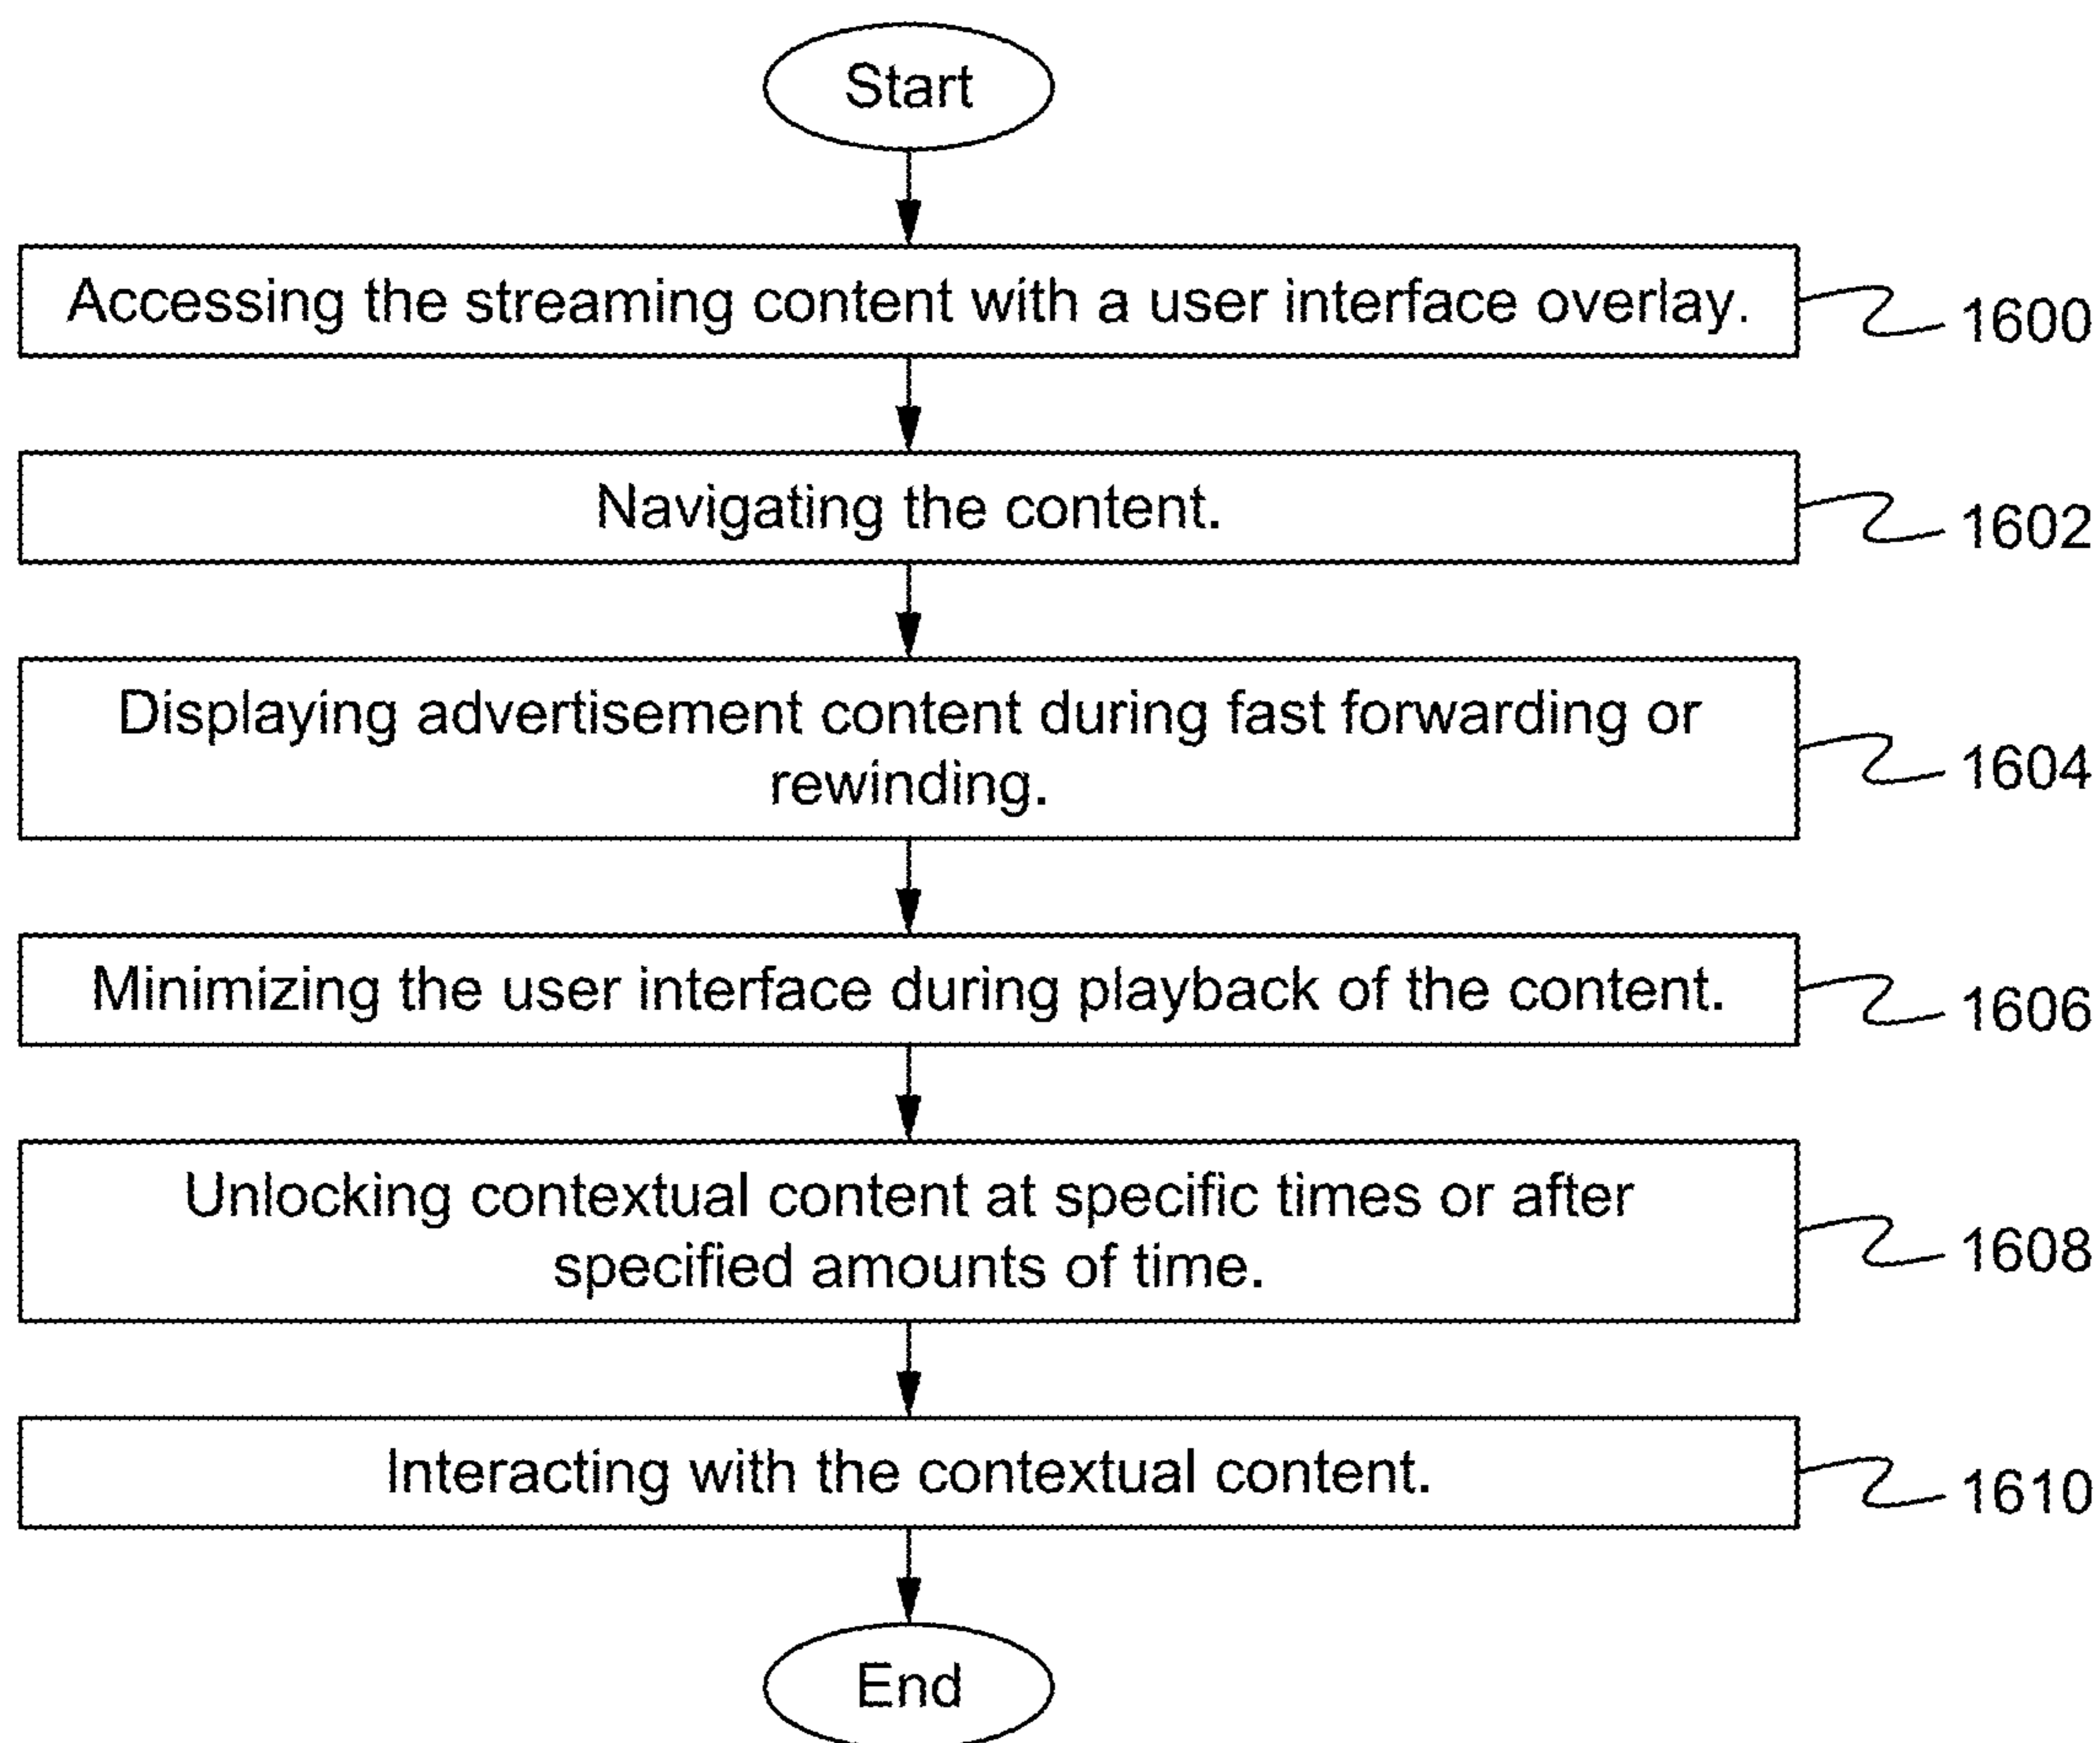 Start
Accessing the streaming content with a user interface overlay.
1600
Navigating the content.
1602
Displaying advertisement content during fast forwarding or
rewinding.
1604
Minimizing the user interface during playback of the content.
1606
Unlocking contextual content at specific times or after
specified amounts of time.
1608
Interacting with the contextual content.
1610
End